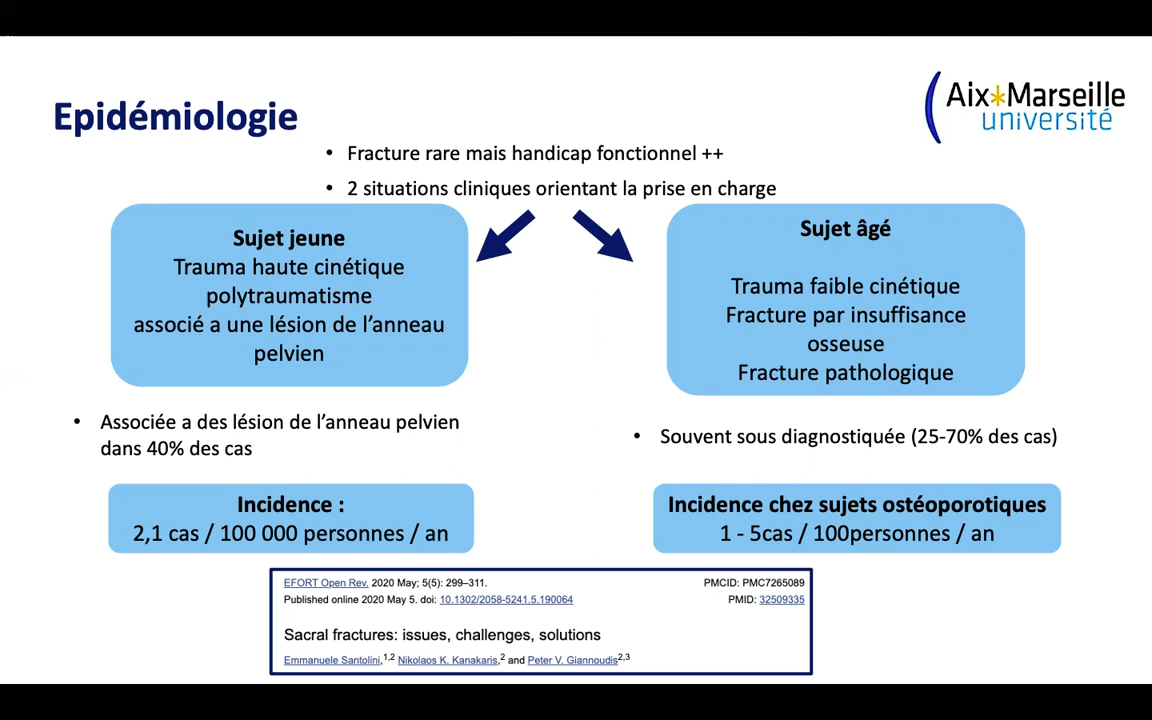 Aix*Marseille
université
Epidémiologie
• Fracture rare mais handicap fonctionnel ++
• 2 situations cliniques orientant la prise en charge
Sujet jeune
Trauma haute cinétique
polytraumatisme
associé a une lésion de l’anneau
pelvien
Sujet âgé
Trauma faible cinétique
Fracture par insuffisance
osseuse
Fracture pathologique
• Associée a des lésion de l’anneau pelvien
dans 40% des cas
• Souvent sous diagnostiquée (25-70% des cas)
Incidence :
2,1 cas / 100 000 personnes / an
Incidence chez sujets ostéoporotiques
1 - 5cas / 100personnes / an
EFORT Open Rev. 2020 May; 5(5): 299–311.
Published online 2020 May 5. doi: 10.1302/2058-5241.5.190064
PMCID: PMC7265089
PMID: 32509335
Sacral fractures: issues, challenges, solutions
Emmanuele Santolini,1,2 Nikolaos K. Kanakaris,2 and Peter V. Giannoudis2,3